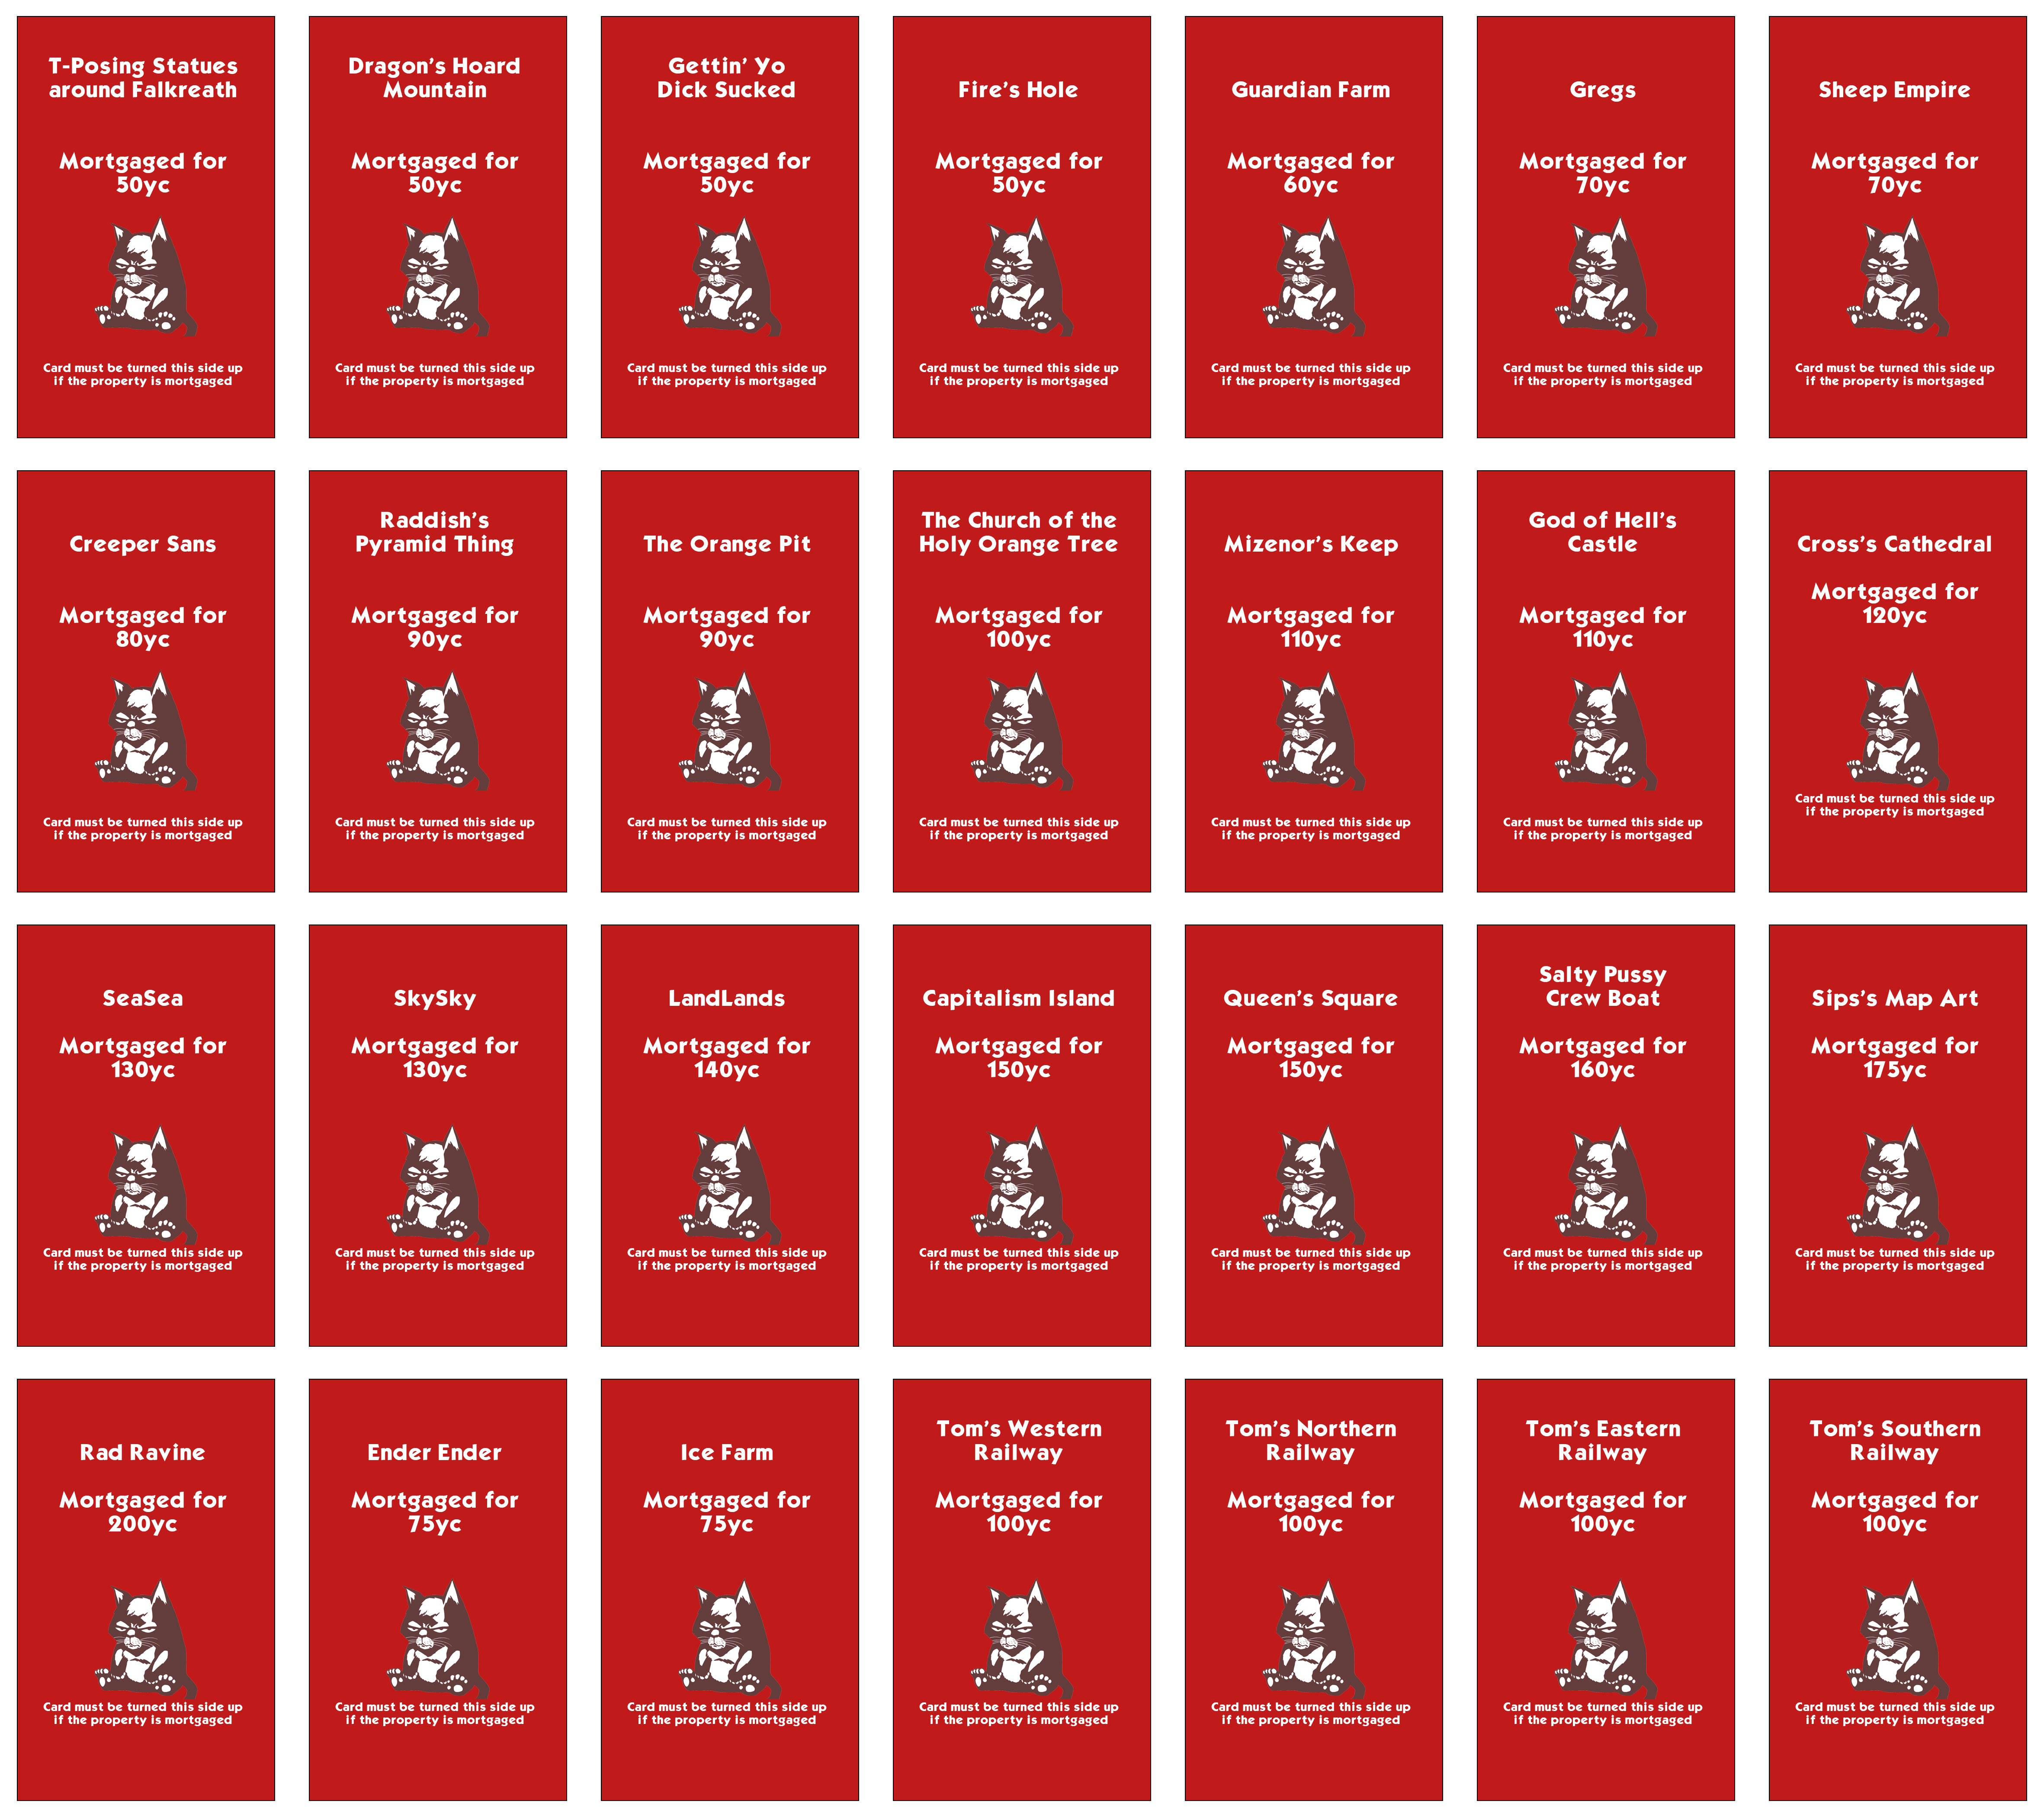 T-Posing Statues
around Falkreath
Mortgaged for
50yc
Card must be turned this side up
if the property is mortgaged
Dragon's Hoard
Mountain
Mortgaged for
50yc
Card must be turned this side up
if the property is mortgaged
Gettin' Yo
Dick Sucked
Mortgaged for
50yc
Card must be turned this side up
if the property is mortgaged
Fire's Hole
Mortgaged for
50yc
Card must be turned this side up
if the property is mortgaged
Guardian Farm
Mortgaged for
60yc
Card must be turned this side up
if the property is mortgaged
Gregs
Mortgaged for
70yc
Card must be turned this side up
if the property is mortgaged
Sheep Empire
Mortgaged for
70yc
Card must be turned this side up
if the property is mortgaged
Creeper Sans
Mortgaged for
80yc
Card must be turned this side up
if the property is mortgaged
Raddish's
Pyramid Thing
Mortgaged for
90yc
Card must be turned this side up
if the property is mortgaged
The Orange Pit
Mortgaged for
90yc
Card must be turned this side up
if the property is mortgaged
The Church of the
Holy Orange Tree
Mortgaged for
100yc
Card must be turned this side up
if the property is mortgaged
Mizenor's Keep
Mortgaged for
110yc
Card must be turned this side up
if the property is mortgaged
God of Hell's
Castle
Mortgaged for
110yc
Card must be turned this side up
if the property is mortgaged
Cross's Cathedral
Mortgaged for
120yc
Card must be turned this side up
if the property is mortgaged
SeaSea
Mortgaged for
130yc
Card must be turned this side up
if the property is mortgaged
SkySky
Mortgaged for
130yc
Card must be turned this side up
if the property is mortgaged
LandLands
Mortgaged for
140yc
Card must be turned this side up
if the property is mortgaged
Capitalism Island
Mortgaged for
150yc
Card must be turned this side up
if the property is mortgaged
Queen's Square
Mortgaged for
150yc
Card must be turned this side up
if the property is mortgaged
Salty Pussy
Crew Boat
Mortgaged for
160yc
Card must be turned this side up
if the property is mortgaged
Sips's Map Art
Mortgaged for
175yc
Card must be turned this side up
if the property is mortgaged
Rad Ravine
Mortgaged for
200yc
Card must be turned this side up
if the property is mortgaged
Ender Ender
Mortgaged for
75yc
Card must be turned this side up
if the property is mortgaged
Ice Farm
Mortgaged for
75yc
Card must be turned this side up
if the property is mortgaged
Tom's Western
Railway
Mortgaged for
100yc
Card must be turned this side up
if the property is mortgaged
Tom's Northern
Railway
Mortgaged for
100yc
Card must be turned this side up
if the property is mortgaged
Tom's Eastern
Railway
Mortgaged for
100yc
Card must be turned this side up
if the property is mortgaged
Tom's Southern
Railway
Mortgaged for
100yc
Card must be turned this side up
if the property is mortgaged